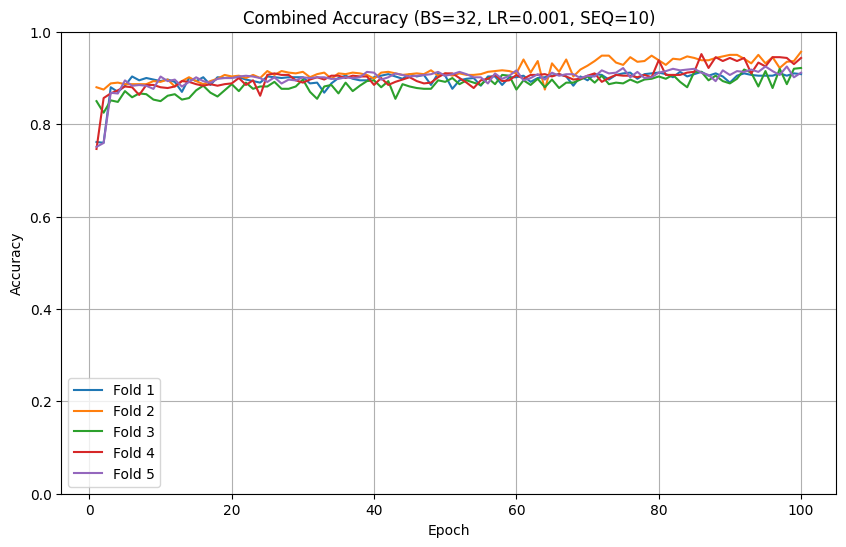 Combined Accuracy (BS=32, LR=0.001, SEQ=10)
1.0
0.8
0.6
0.4
0.2
0.0
Accuracy
Fold 1
Fold 2
Fold 3
Fold 4
Fold 5
0 20 40 60 80 100
Epoch